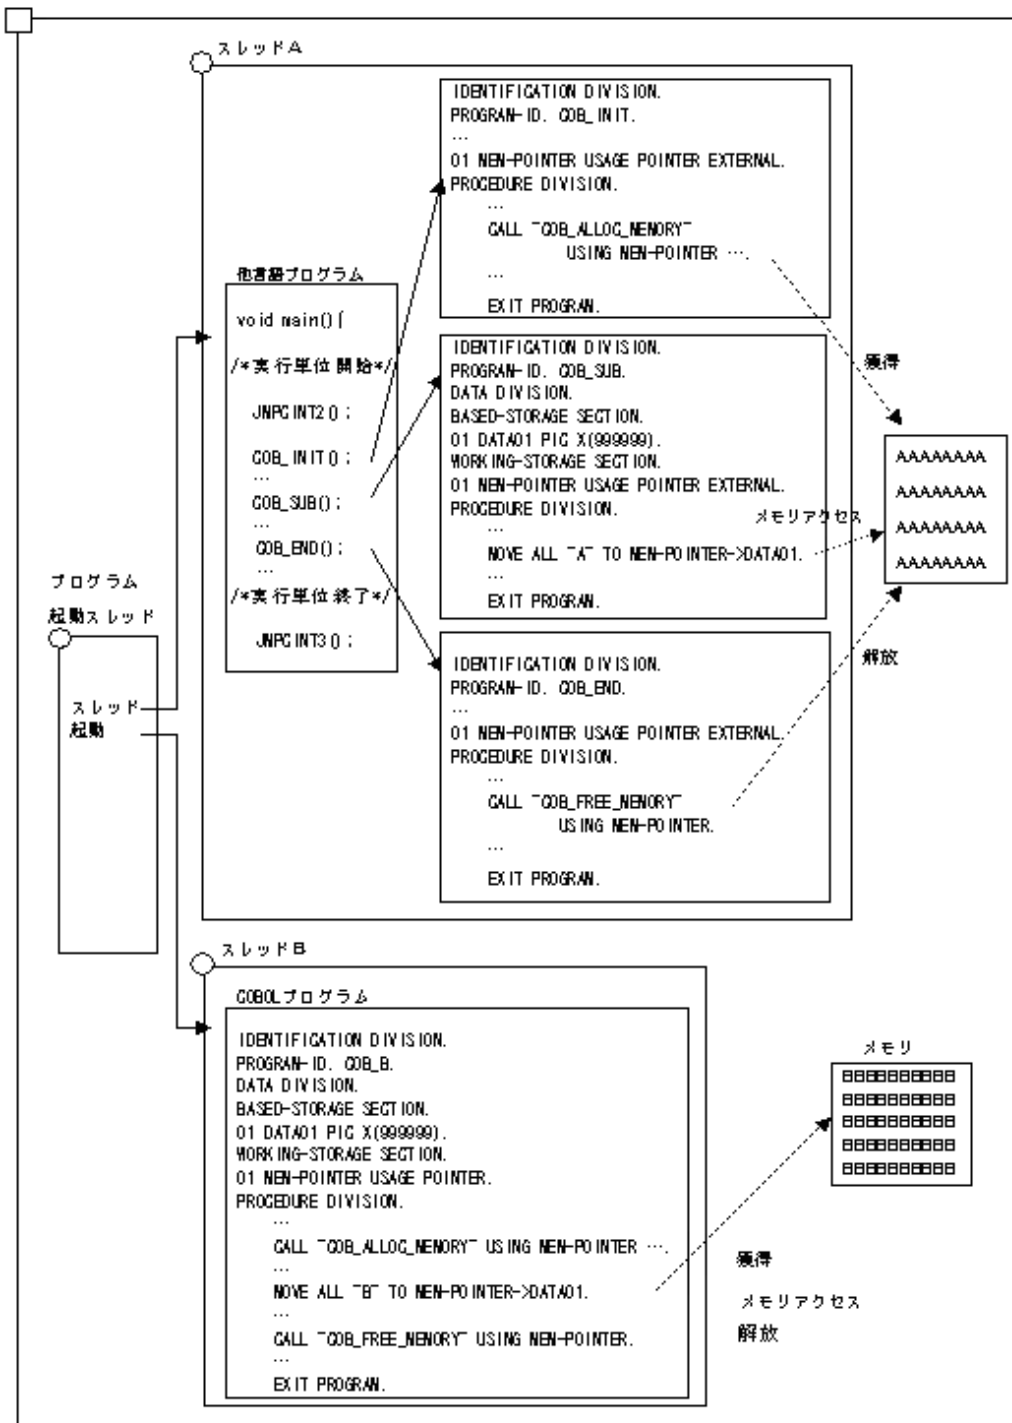 スレッドA
IDENTIFICATION DIVISION.
PROGRAM-ID. COB_INIT.
...
01 MEM-POINTER USAGE POINTER EXTERNAL.
PROCEDURE DIVISION.
...
CALL "COB_ALLOC_MEMORY"
USING MEM-POINTER ….
...
EXIT PROGRAM.
他言語プログラム
void main(){
/*実行単位開始*/
JMPCINT2();
COB_INIT();
...
COB_SUB();
...
COB_END();
...
/*実行単位終了*/
JMPCINT3();
IDENTIFICATION DIVISION.
PROGRAM-ID. COB_SUB.
DATA DIVISION.
BASED-STORAGE SECTION.
01 DATA01 PIC X(999999).
WORKING-STORAGE SECTION.
01 MEM-POINTER USAGE POINTER EXTERNAL.
PROCEDURE DIVISION.
...
MOVE ALL "A" TO MEM-POINTER->DATA01.
...
EXIT PROGRAM.
獲得
メモリアクセス
解放
AAAAAAAA
AAAAAAAA
AAAAAAAA
AAAAAAAA
IDENTIFICATION DIVISION.
PROGRAM-ID. COB_END.
...
01 MEM-POINTER USAGE POINTER EXTERNAL.
PROCEDURE DIVISION.
...
CALL "COB_FREE_MEMORY"
USING MEM-POINTER.
...
EXIT PROGRAM.
プログラム
起動スレッド
スレッド
起動
スレッドB
COBOLプログラム
IDENTIFICATION DIVISION.
PROGRAM-ID. COB_B.
DATA DIVISION.
BASED-STORAGE SECTION.
01 DATA01 PIC X(999999).
WORKING-STORAGE SECTION.
01 MEM-POINTER USAGE POINTER.
PROCEDURE DIVISION.
...
CALL "COB_ALLOC_MEMORY" USING MEM-POINTER ….
...
MOVE ALL "B" TO MEM-POINTER->DATA01.
...
CALL "COB_FREE_MEMORY" USING MEM-POINTER.
...
EXIT PROGRAM.
メモリ
BBBBBBBBBB
BBBBBBBBBB
BBBBBBBBBB
BBBBBBBBBB
BBBBBBBBBB
獲得
メモリアクセス
解放